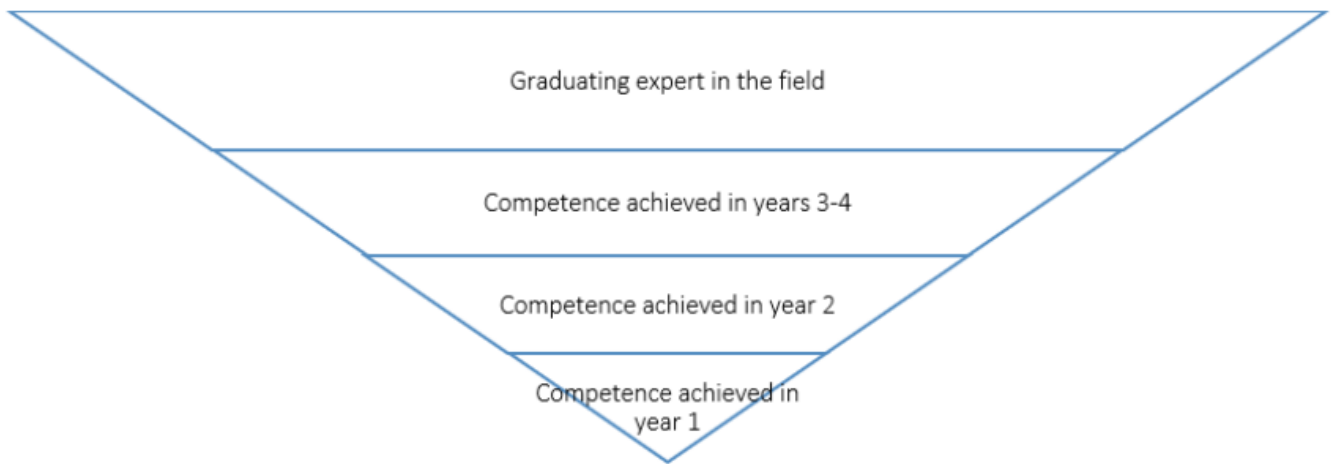 Graduating expert in the field
Competence achieved in years 3-4
Competence achieved in year 2
Competence achieved in
year 1